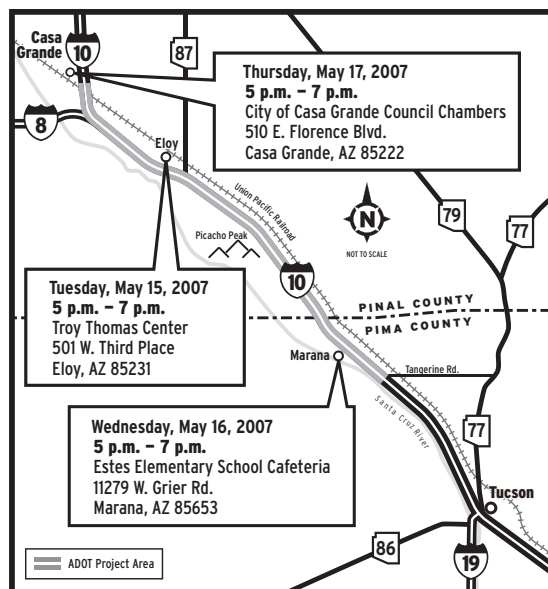 Casa
Grande
10
87
8
Thursday, May 17, 2007
5 p.m. – 7 p.m.
City of Casa Grande Council Chambers
510 E. Florence Blvd.
Casa Grande, AZ 85222
Eloy
Union Pacific Railroad
79
77
N
NOT TO SCALE
Picacho Peak
10
Tuesday, May 15, 2007
5 p.m. – 7 p.m.
Troy Thomas Center
501 W. Third Place
Eloy, AZ 85231
PINAL COUNTY
PIMA COUNTY
Marana
Tangerine Rd.
Santa Cruz River
Wednesday, May 16, 2007
5 p.m. – 7 p.m.
Estes Elementary School Cafeteria
11279 W. Grier Rd.
Marana, AZ 85653
77
Tucson
86
19
ADOT Project Area